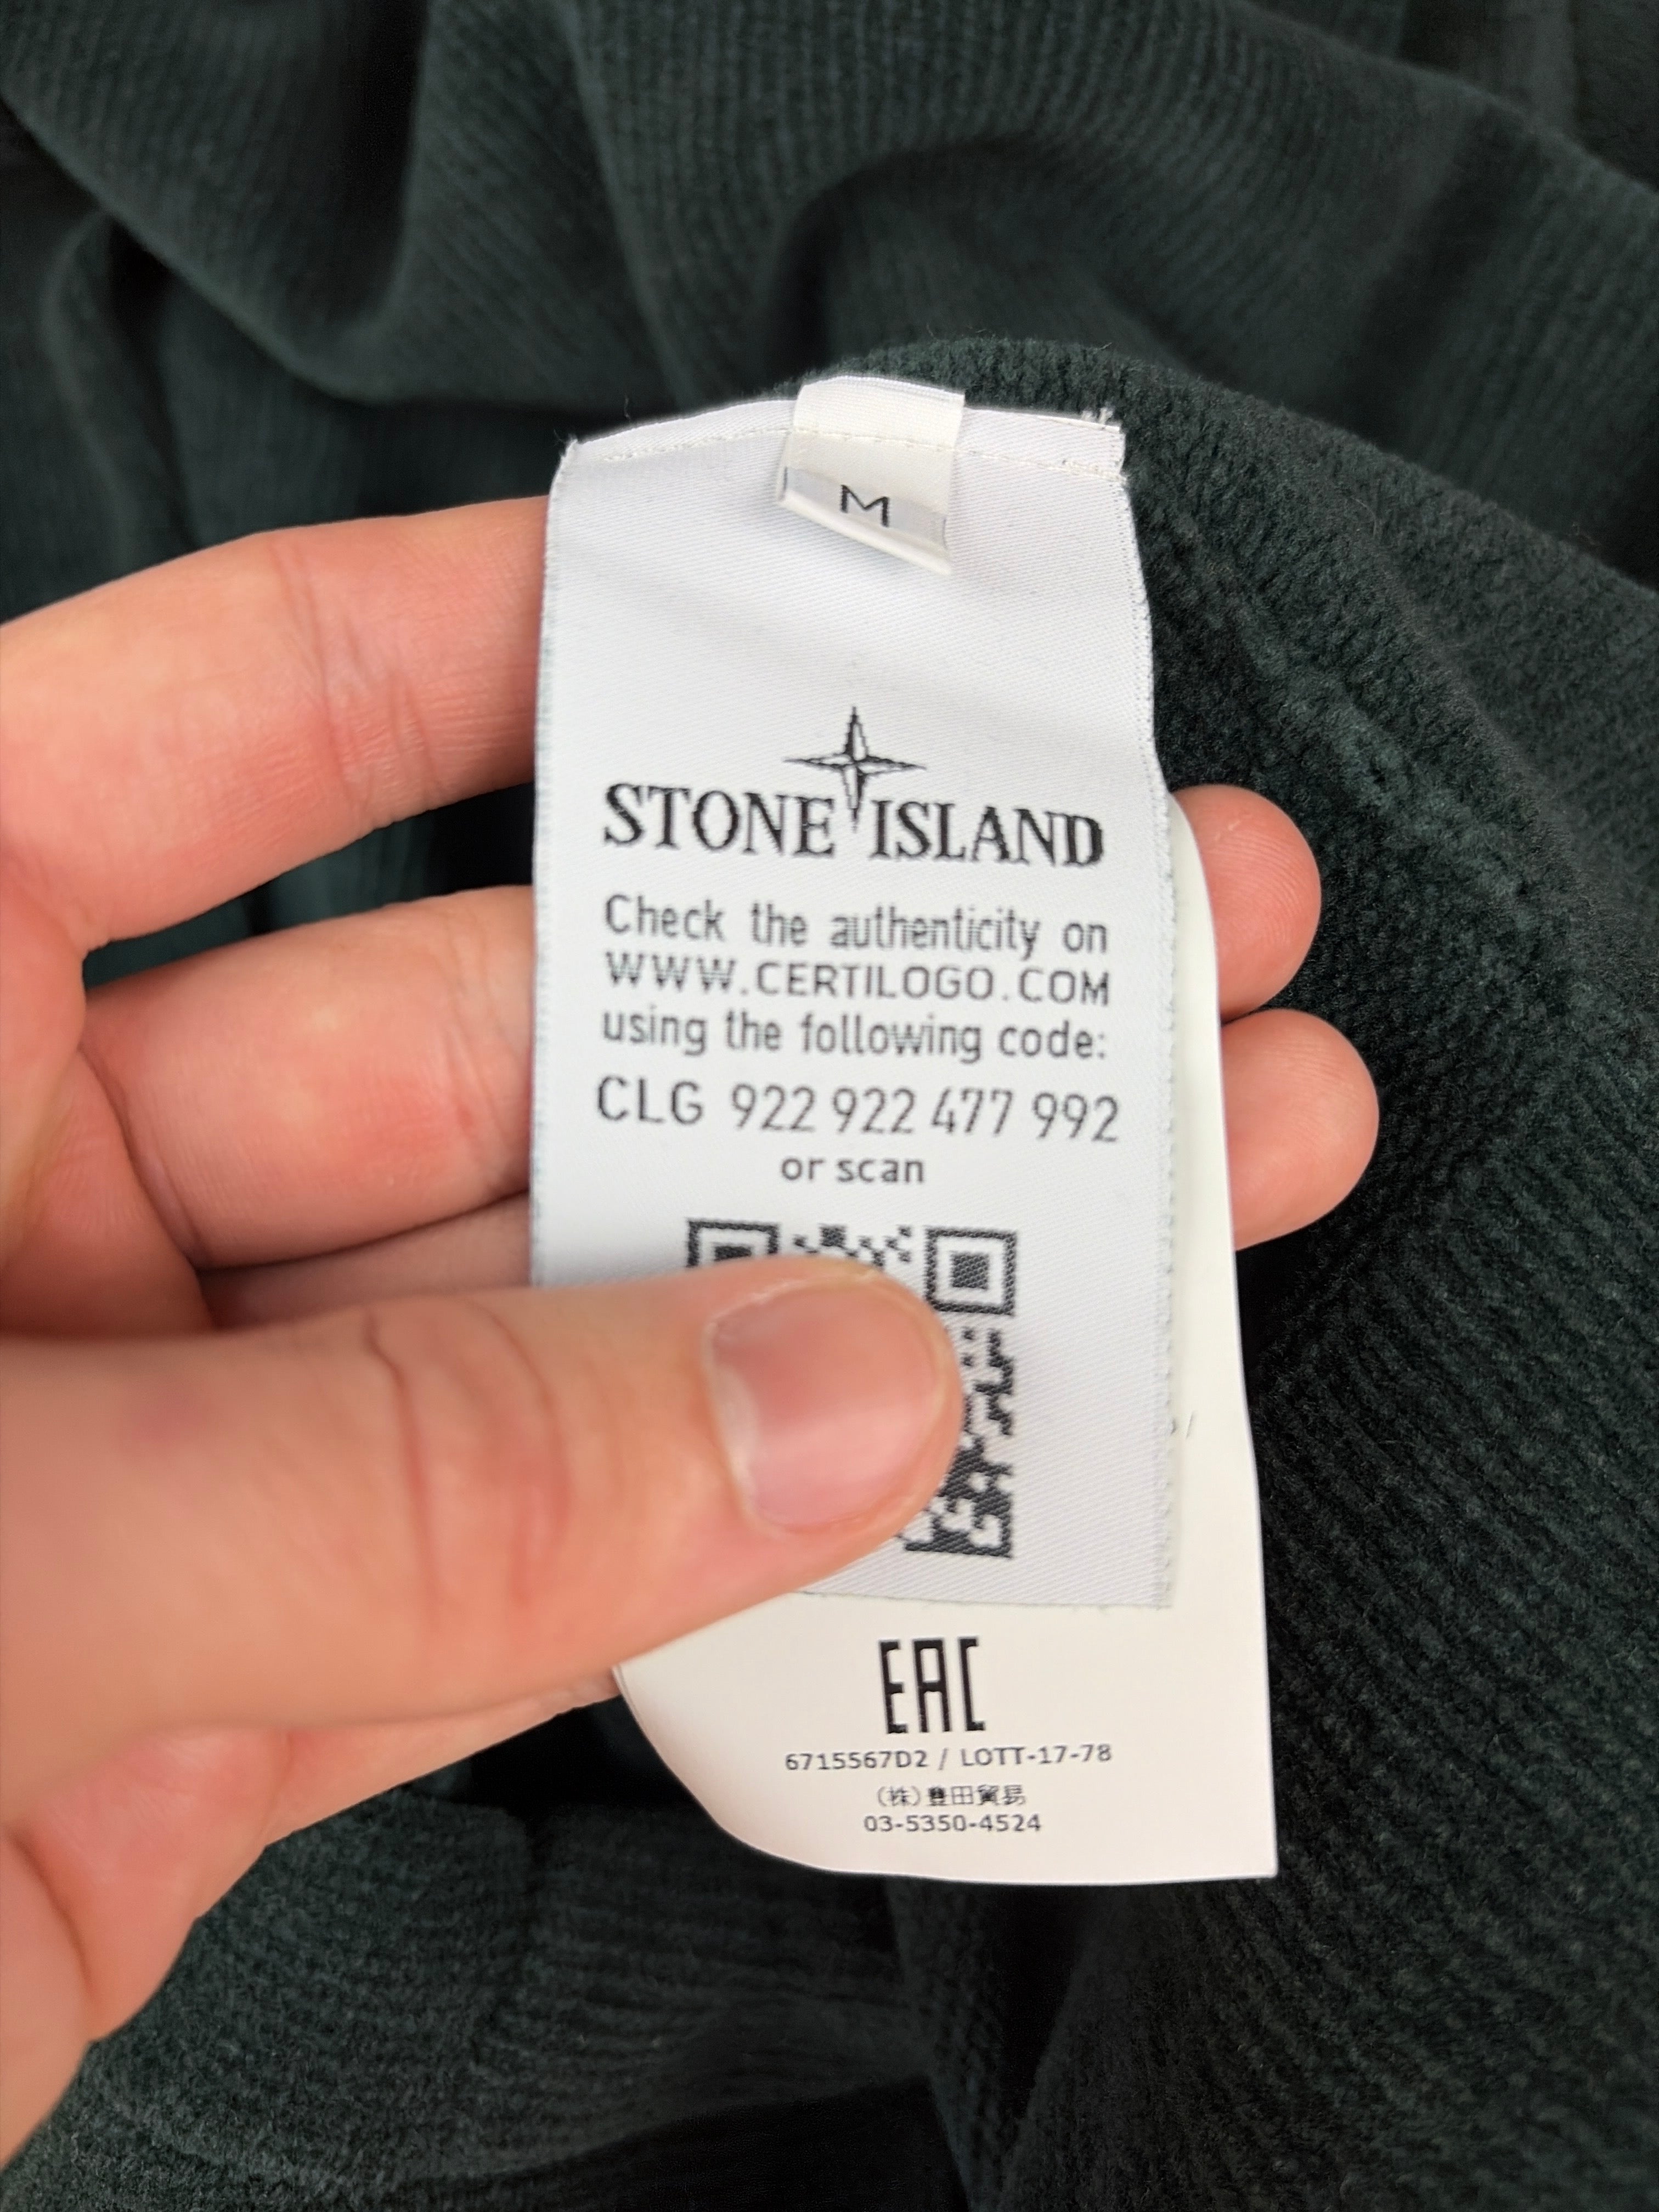 M
STONE ISLAND
Check the authenticity on
WWW.CERTILOGO.COM
using the following code:
CLG 922 922 477 992
or scan
EAC
6715567D2 / LOTT-17-78
(株)豊田貿易
03-5350-4524